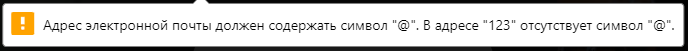 Адрес электронной почты должен содержать символ "@". В адресе "123" отсутствует символ "@".